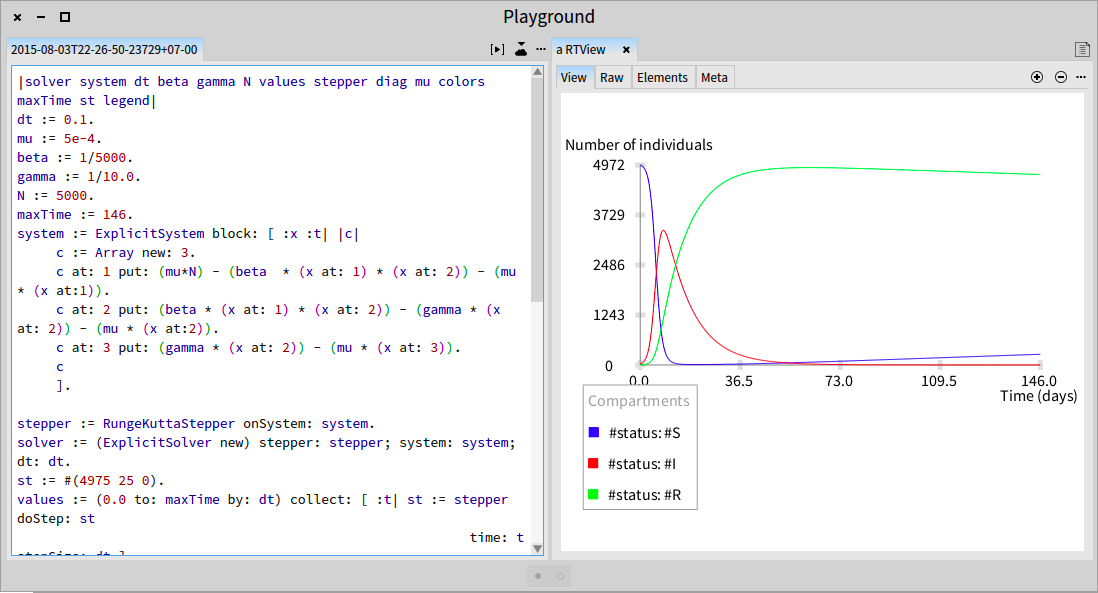 Playground
2015-08-03T22-26-50-23729+07-00
|solver system dt beta gamma N values stepper diag mu colors
maxTime st legend|
dt := 0.1.
mu := 5e-4.
beta := 1/5000.
gamma := 1/10.0.
N := 5000.
maxTime := 146.
system := ExplicitSystem block: [ :x :t| |c|
c := Array new: 3.
c at: 1 put: (mu*N) - (beta  * (x at: 1) * (x at: 2)) - (mu
* (x at:1)).
c at: 2 put: (beta * (x at: 1) * (x at: 2)) - (gamma * (x
at: 2)) - (mu * (x at:2)).
c at: 3 put: (gamma * (x at: 2)) - (mu * (x at: 3)).
c
].
stepper := RungeKuttaStepper onSystem: system.
solver := (ExplicitSolver new) stepper: stepper; system: system;
dt: dt.
st := #(4975 25 0).
values := (0.0 to: maxTime by: dt) collect: [ :t| st := stepper
doStep: st
time: t
stepSize: dt ]
a RTView
View Raw Elements Meta
Number of individuals
4972
3729
2486
1243
0
0.0 36.5 73.0 109.5 146.0
Time (days)
Compartments
#status: #S
#status: #I
#status: #R